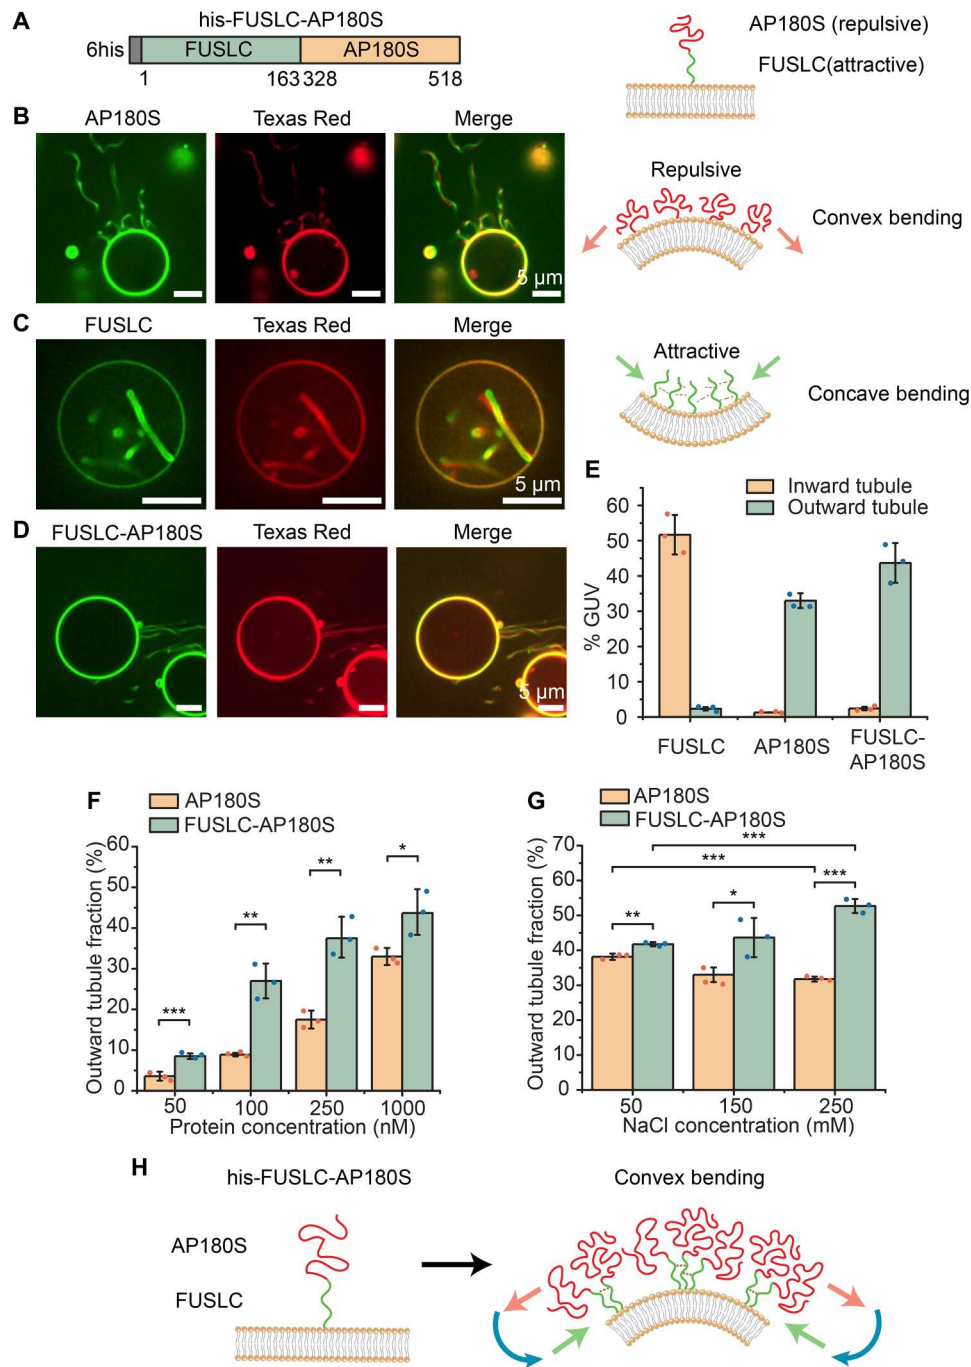 A
his-FUSLC-AP180S
6his
FUSLC
AP180S
1
163
328
518
AP180S (repulsive)
FUSLC(attractive)
B
AP180S
Texas Red
Merge
5 µm
Repulsive
Convex bending
C
FUSLC
Texas Red
Merge
5 µm
Attractive
Concave bending
D
FUSLC-AP180S
Texas Red
Merge
5 µm
E
Inward tubule
Outward tubule
% GUV
60
50
40
30
20
10
0
FUSLC
AP180S
FUSLC-
AP180S
F
AP180S
FUSLC-AP180S
Outward tubule fraction (%)
60
50
40
30
20
10
0
***
**
**
*
50
100
250
1000
Protein concentration (nM)
G
AP180S
FUSLC-AP180S
Outward tubule fraction (%)
70
60
50
40
30
20
10
0
***
***
**
*
***
50
150
250
NaCl concentration (mM)
H
his-FUSLC-AP180S
AP180S
FUSLC
Convex bending